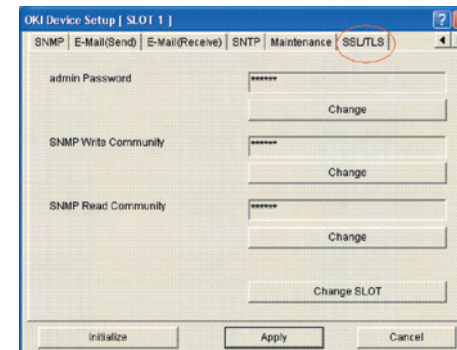 OKI Device Setup [ SLOT 1 ]
SNMP E-Mail(Send) E-Mail(Receive) SNTP Maintenance SSL/TLS
admin Password ******
Change
SNMP Write Community ******
Change
SNMP Read Community ******
Change
Change SLOT
Initialize Apply Cancel